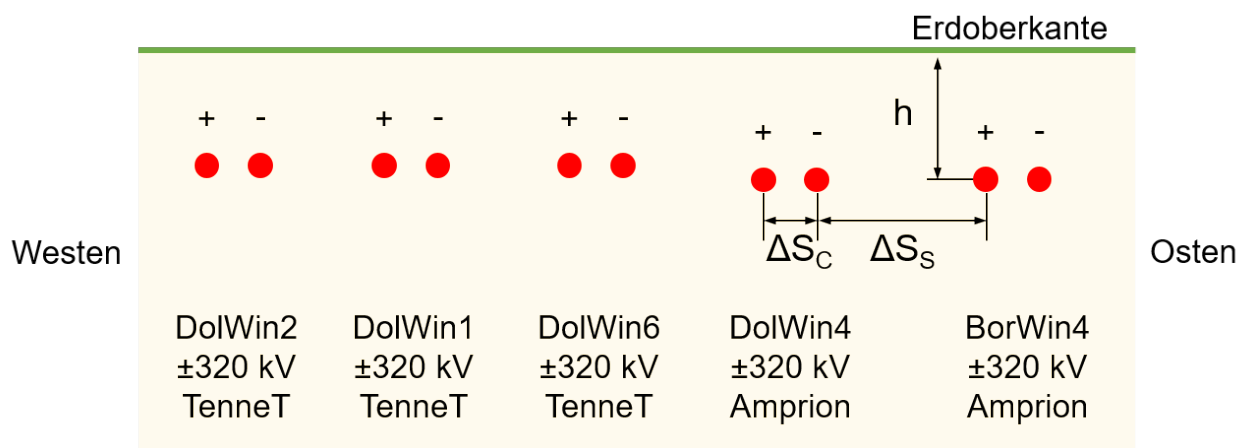 Erdoberkante
h
+ - + - + - + - + -
ΔS_C ΔS_S
Westen
Osten
DolWin2 DolWin1 DolWin6 DolWin4 BorWin4
±320 kV ±320 kV ±320 kV ±320 kV ±320 kV
TenneT TenneT TenneT Amprion Amprion